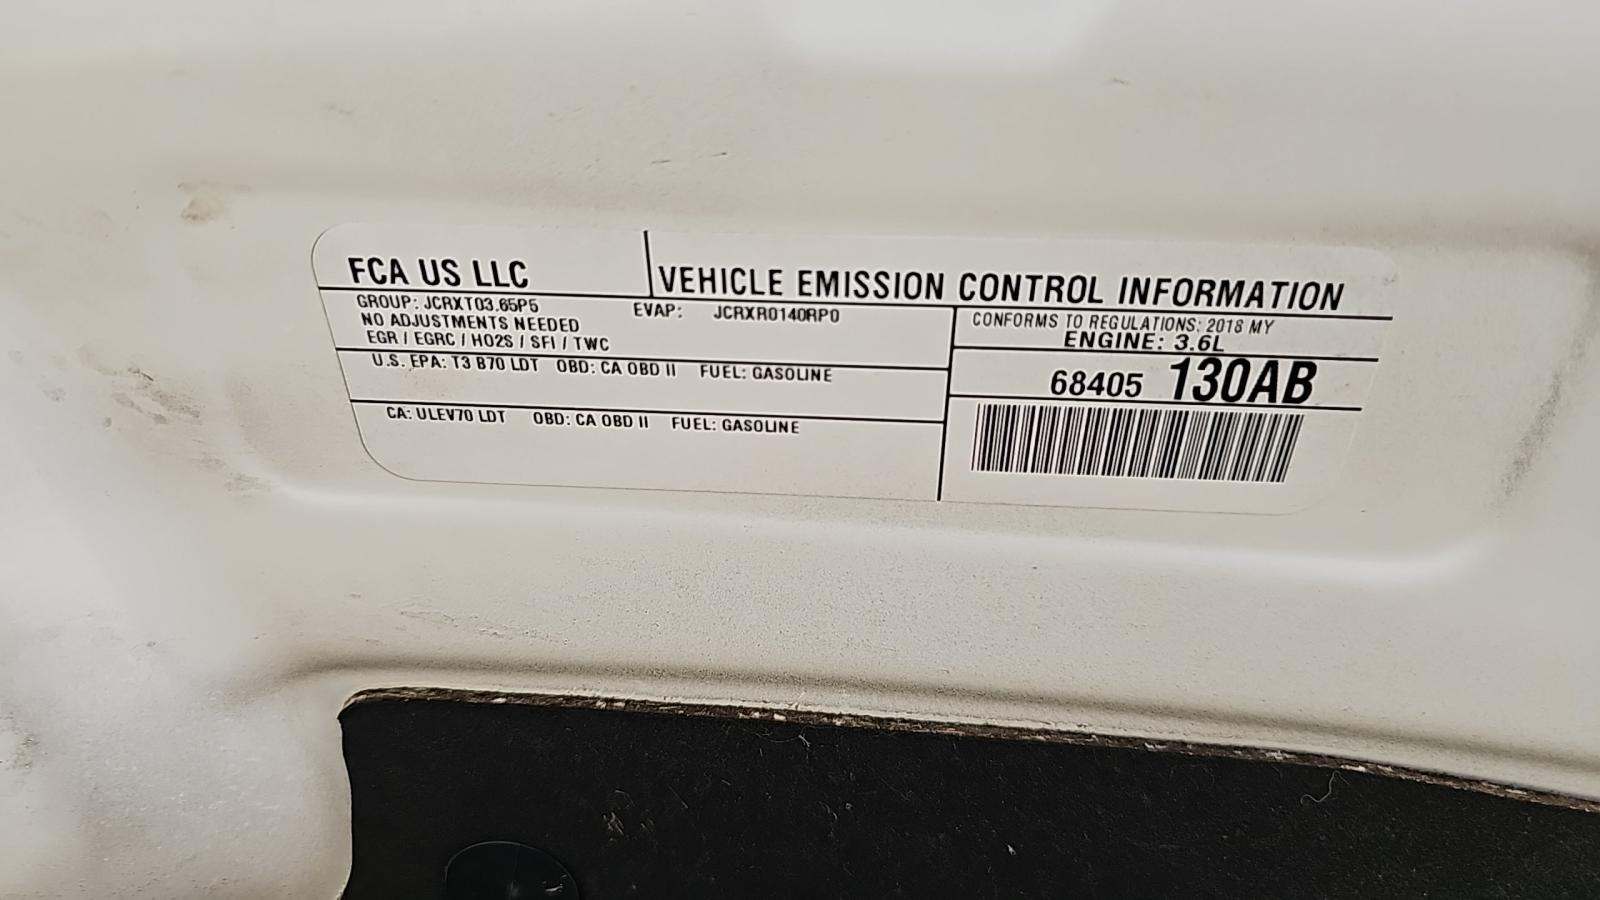 FCA US LLC
VEHICLE EMISSION CONTROL INFORMATION
GROUP: JCRXT03.65P5 EVAP: JCRXR0140RP0
NO ADJUSTMENTS NEEDED
EGR / EGRC / HO2S / SFI / TWC
U.S. EPA: T3 B70 LDT OBD: CA OBD II FUEL: GASOLINE
CA: ULEV70 LDT OBD: CA OBD II FUEL: GASOLINE
CONFORMS TO REGULATIONS: 2018 MY
ENGINE: 3.6L
68405 130AB